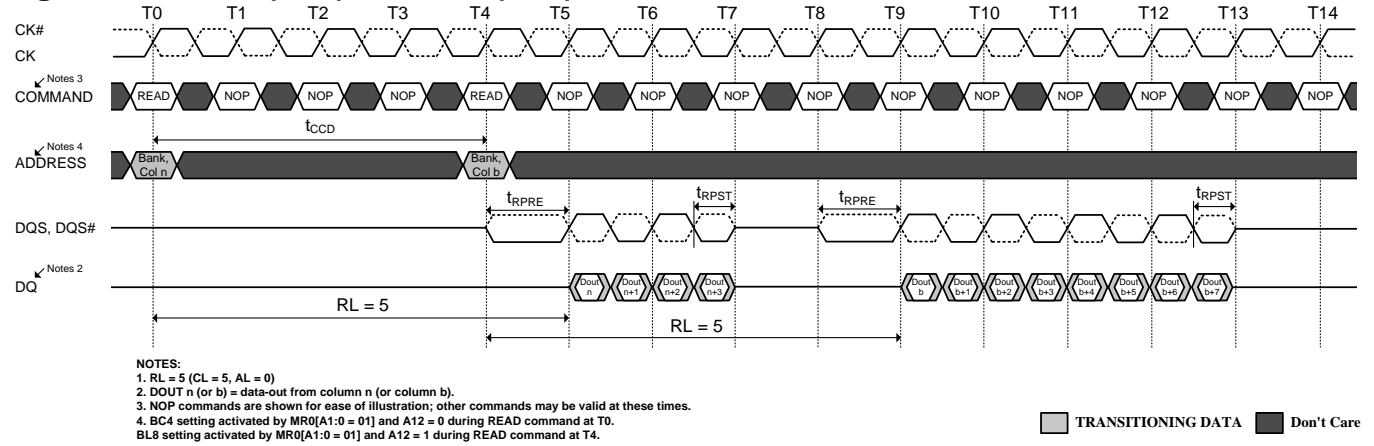 T0 T1 T2 T3 T4 T5 T6 T7 T8 T9 T10 T11 T12 T13 T14
CK#
CK
Notes 3
COMMAND READ NOP NOP NOP READ NOP NOP NOP NOP NOP NOP NOP NOP NOP NOP
tCCD
Notes 4
ADDRESS
Bank, Col n
Bank, Col b
tRPRE tRPST tRPRE tRPST
DQS, DQS#
Notes 2
DQ
Dout n
Dout n+1
Dout n+2
Dout n+3
Dout b
Dout b+1
Dout b+2
Dout b+3
Dout b+4
Dout b+5
Dout b+6
Dout b+7
RL = 5
RL = 5
NOTES:
1. RL = 5 (CL = 5, AL = 0)
2. DOUT n (or b) = data-out from column n (or column b).
3. NOP commands are shown for ease of illustration; other commands may be valid at these times.
4. BC4 setting activated by MR0[A1:0 = 01] and A12 = 0 during READ command at T0.
BL8 setting activated by MR0[A1:0 = 01] and A12 = 1 during READ command at T4.
TRANSITIONING DATA Don't Care